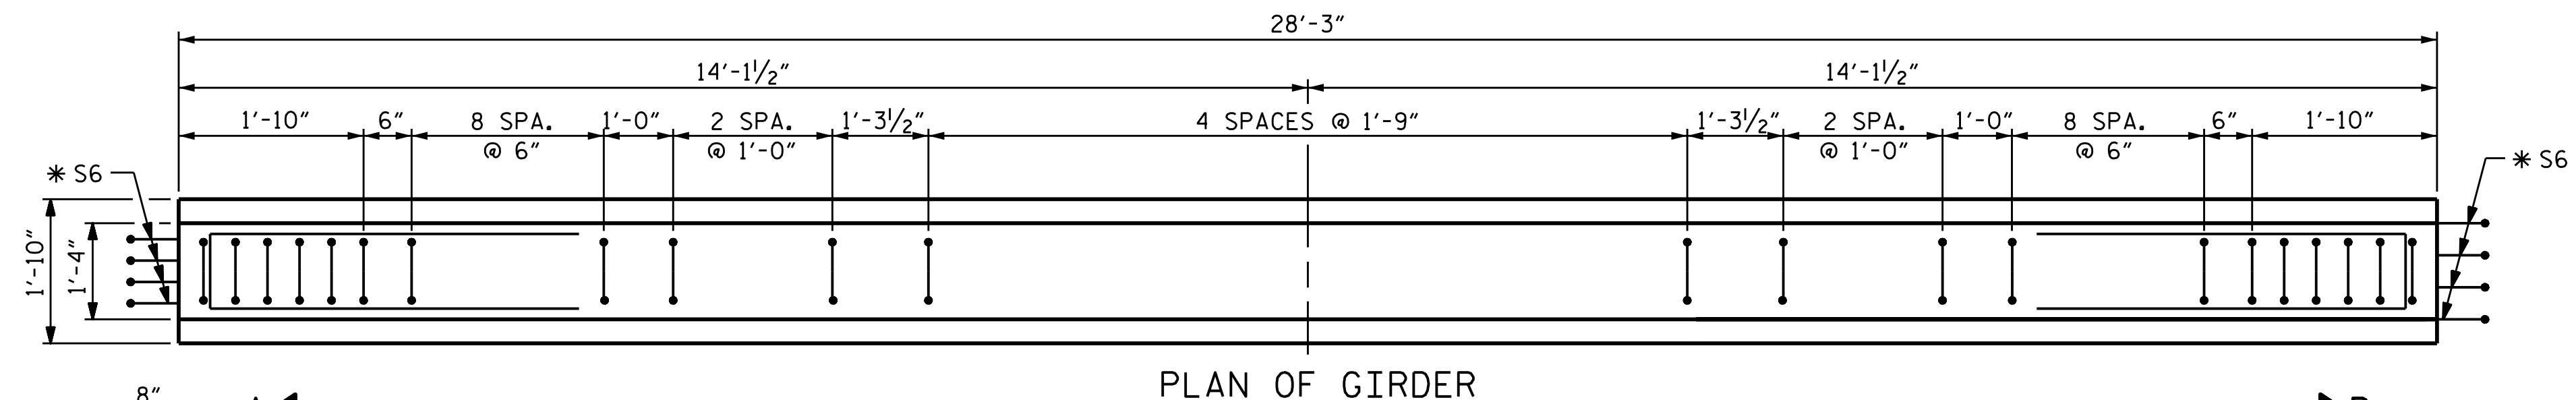 28'-3"
14'-1½" 14'-1½"
1'-10" 6" 8 SPA. 1'-0" 2 SPA. 1'-3½" 4 SPACES @ 1'-9" 1'-3½" 2 SPA. 1'-0" 8 SPA. 6" 1'-10"
@ 6" @ 1'-0" @ 1'-0" @ 6"
* S6 * S6
1'-10"
1'-4"
PLAN OF GIRDER
8"